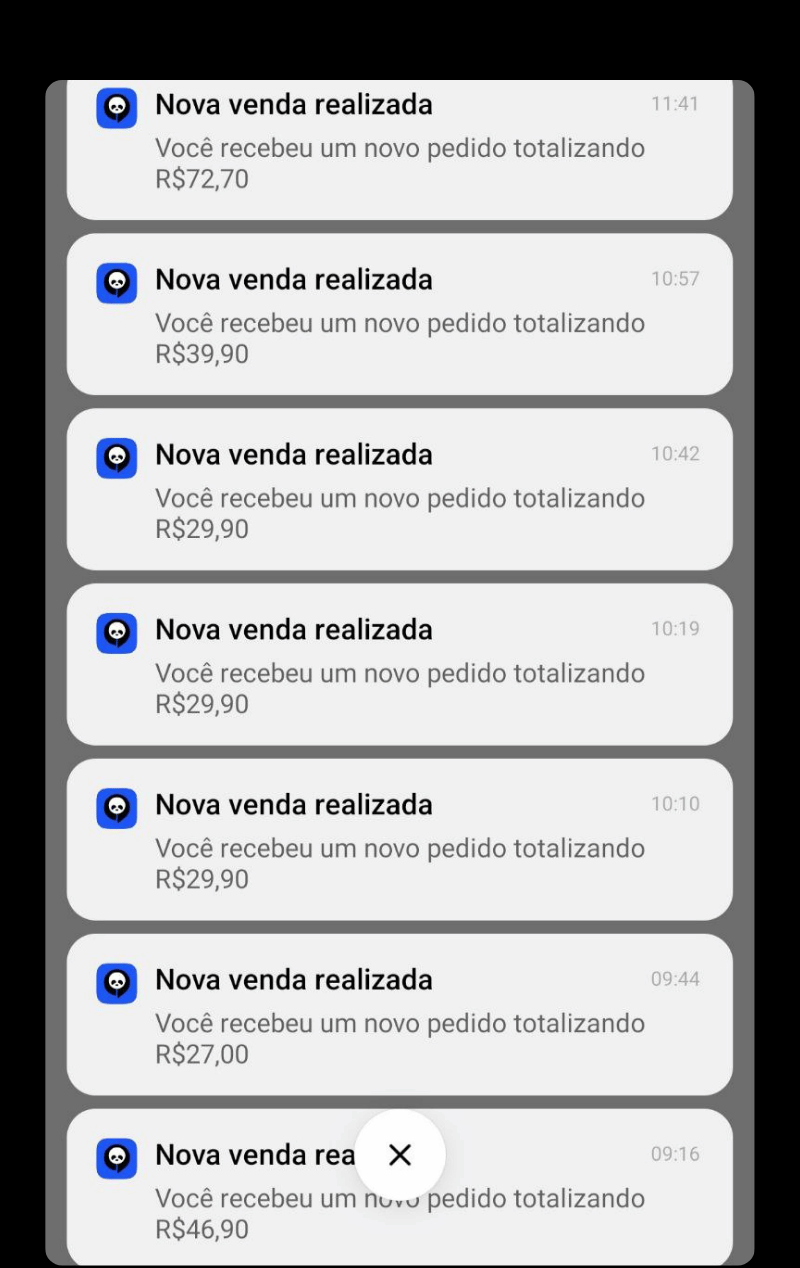 Nova venda realizada 11:41
Você recebeu um novo pedido totalizando
R$72,70
Nova venda realizada 10:57
Você recebeu um novo pedido totalizando
R$39,90
Nova venda realizada 10:42
Você recebeu um novo pedido totalizando
R$29,90
Nova venda realizada 10:19
Você recebeu um novo pedido totalizando
R$29,90
Nova venda realizada 10:10
Você recebeu um novo pedido totalizando
R$29,90
Nova venda realizada 09:44
Você recebeu um novo pedido totalizando
R$27,00
Nova venda rea 09:16
Você recebeu um novo pedido totalizando
R$46,90